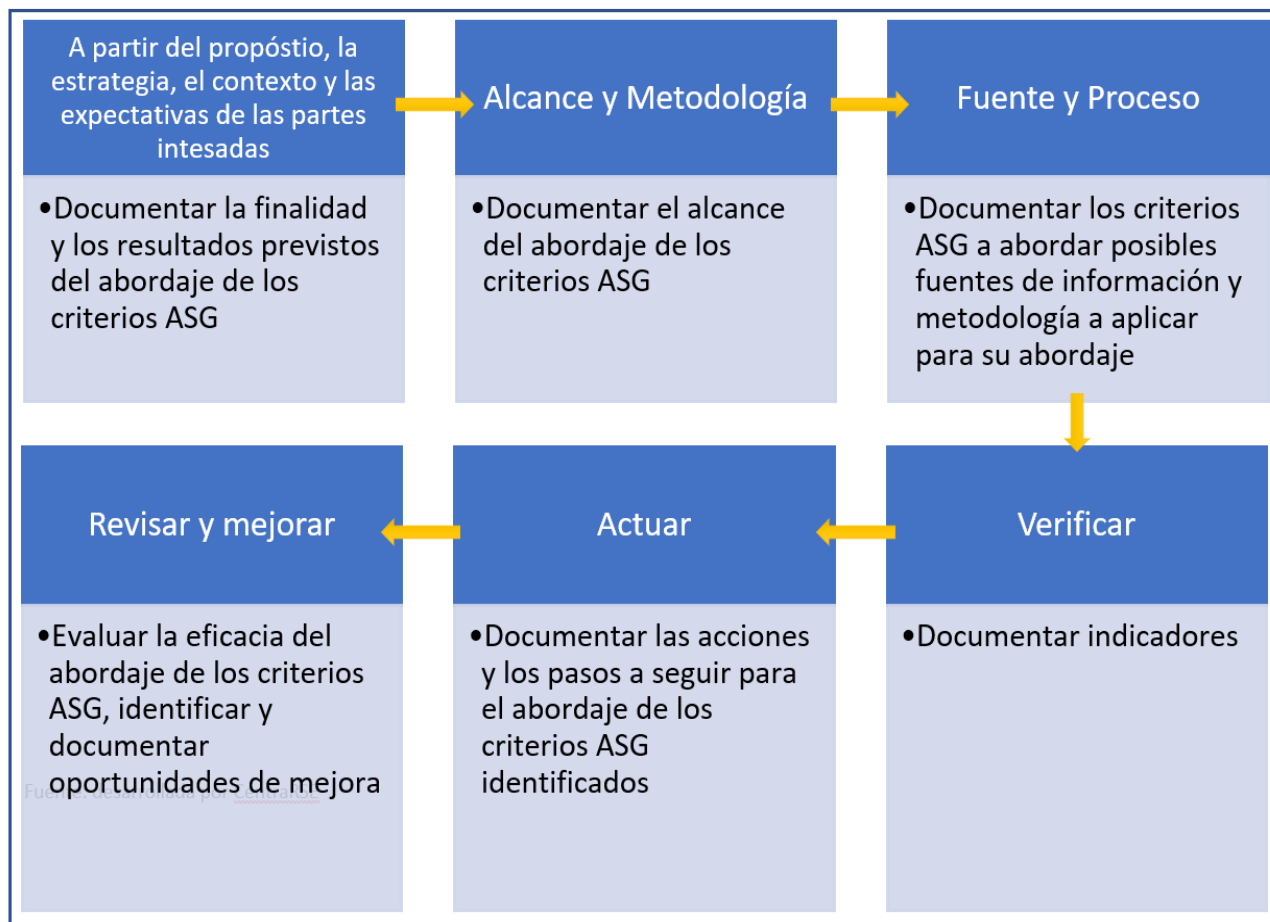 A partir del propóstio, la
estrategia, el contexto y las
expectativas de las partes
intesadas
•Documentar la finalidad
y los resultados previstos
del abordaje de los
criterios ASG
Alcance y Metodología
•Documentar el alcance
del abordaje de los
criterios ASG
Fuente y Proceso
•Documentar los criterios
ASG a abordar posibles
fuentes de información y
metodología a aplicar
para su abordaje
Verificar
•Documentar indicadores
Actuar
•Documentar las acciones
y los pasos a seguir para
el abordaje de los
criterios ASG
identificados
Revisar y mejorar
•Evaluar la eficacia del
abordaje de los criterios
ASG, identificar y
documentar
oportunidades de mejora
Fuente: desarrollada por CentraRSE